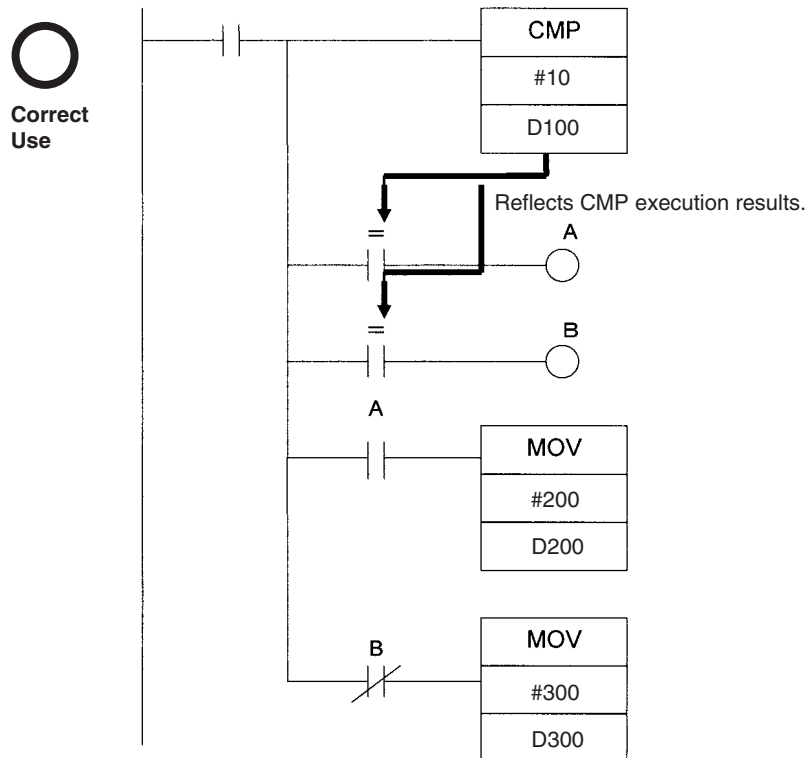 CMP
#10
D100
Correct
Use
Reflects CMP execution results.
=
A
=
B
A
MOV
#200
D200
B
MOV
#300
D300